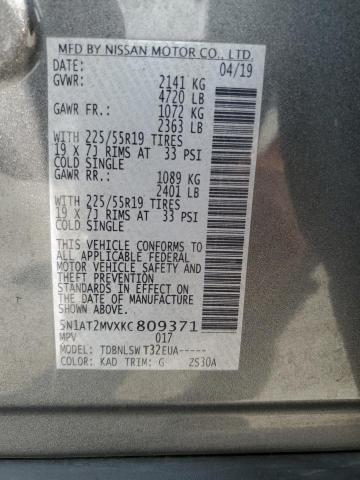 MFD BY NISSAN MOTOR CO., LTD.
DATE: 04/19
GVWR: 2141 KG
4720 LB
GAWR FR.: 1072 KG
2363 LB
WITH 225/55R19 TIRES
19 X 7J RIMS AT 33 PSI
COLD SINGLE
GAWR RR.: 1089 KG
2401 LB
WITH 225/55R19 TIRES
19 X 7J RIMS AT 33 PSI
COLD SINGLE
THIS VEHICLE CONFORMS TO
ALL APPLICABLE FEDERAL
MOTOR VEHICLE SAFETY
AND THEFT PREVENTION
STANDARDS IN EFFECT ON
THE DATE OF MANUFACTURE
SHOWN ABOVE.
5N1AT2MVXKC809371
MPV 017
MODEL: TDBNLSW T32EUA-----
COLOR: KAD TRIM: G ZS30A